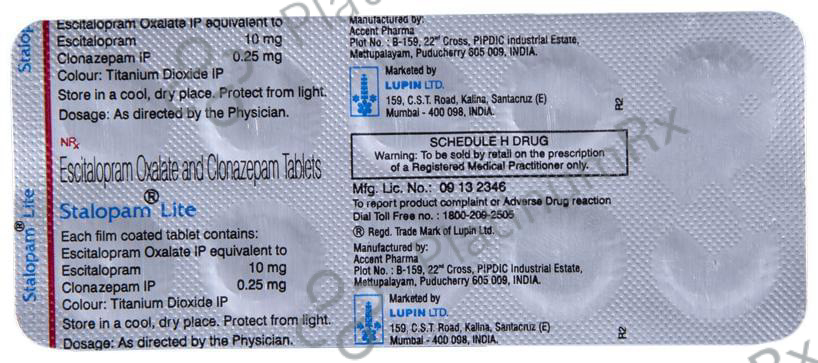 Stalopam
Escitalopram Oxalate IP equivalent to
Escitalopram 10 mg
Clonazepam IP 0.25 mg
Colour: Titanium Dioxide IP
Store in a cool, dry place. Protect from light.
Dosage: As directed by the Physician.
NRx
Escitalopram Oxalate and Clonazepam Tablets
Stalopam® Lite
Each film coated tablet contains:
Escitalopram Oxalate IP equivalent to
Escitalopram 10 mg
Clonazepam IP 0.25 mg
Colour: Titanium Dioxide IP
Store in a cool, dry place. Protect from light.
Dosage: As directed by the Physician.
Stalopam® Lite
Manufactured by:
Accent Pharma
Plot No. : B-159, 22nd Cross, PIPDIC Industrial Estate,
Mettupalayam, Puducherry 605 009, INDIA.
Marketed by
LUPIN LTD.
159, C.S.T. Road, Kalina, Santacruz (E)
Mumbai - 400 098, INDIA.
R2
SCHEDULE H DRUG
Warning: To be sold by retail on the prescription
of a Registered Medical Practitioner only.
Mfg. Lic. No.: 09 13 2346
To report product complaint or Adverse Drug reaction
Dial Toll Free no. : 1800-209-2505
® Regd. Trade Mark of Lupin Ltd.
Manufactured by:
Accent Pharma
Plot No. : B-159, 22nd Cross, PIPDIC Industrial Estate,
Mettupalayam, Puducherry 605 009, INDIA.
Marketed by
LUPIN LTD.
159, C.S.T. Road, Kalina, Santacruz (E)
Mumbai - 400 098, INDIA.
R2
Platinum Rx